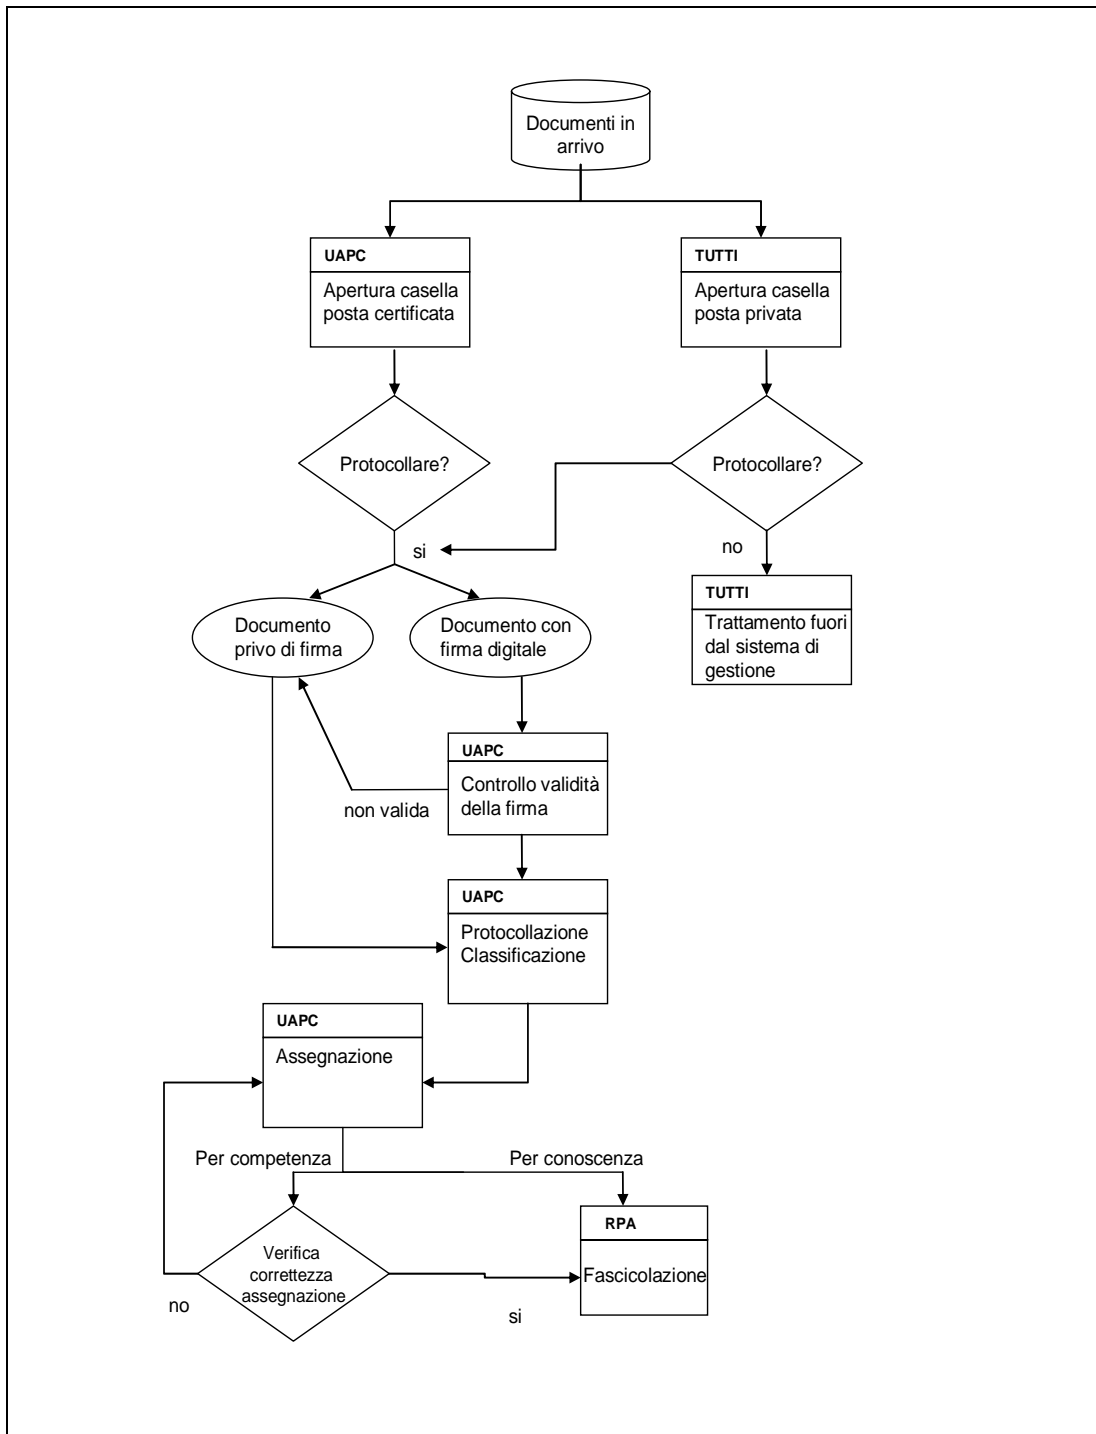 Documenti in
arrivo
UAPC
Apertura casella
posta certificata
TUTTI
Apertura casella
posta privata
Protocollare?
Protocollare?
si
no
Documento
privo di firma
Documento con
firma digitale
TUTTI
Trattamento fuori
dal sistema di
gestione
UAPC
Controllo validità
della firma
non valida
UAPC
Protocollazione
Classificazione
UAPC
Assegnazione
Per competenza
Per conoscenza
Verifica
correttezza
assegnazione
RPA
Fascicolazione
no
si